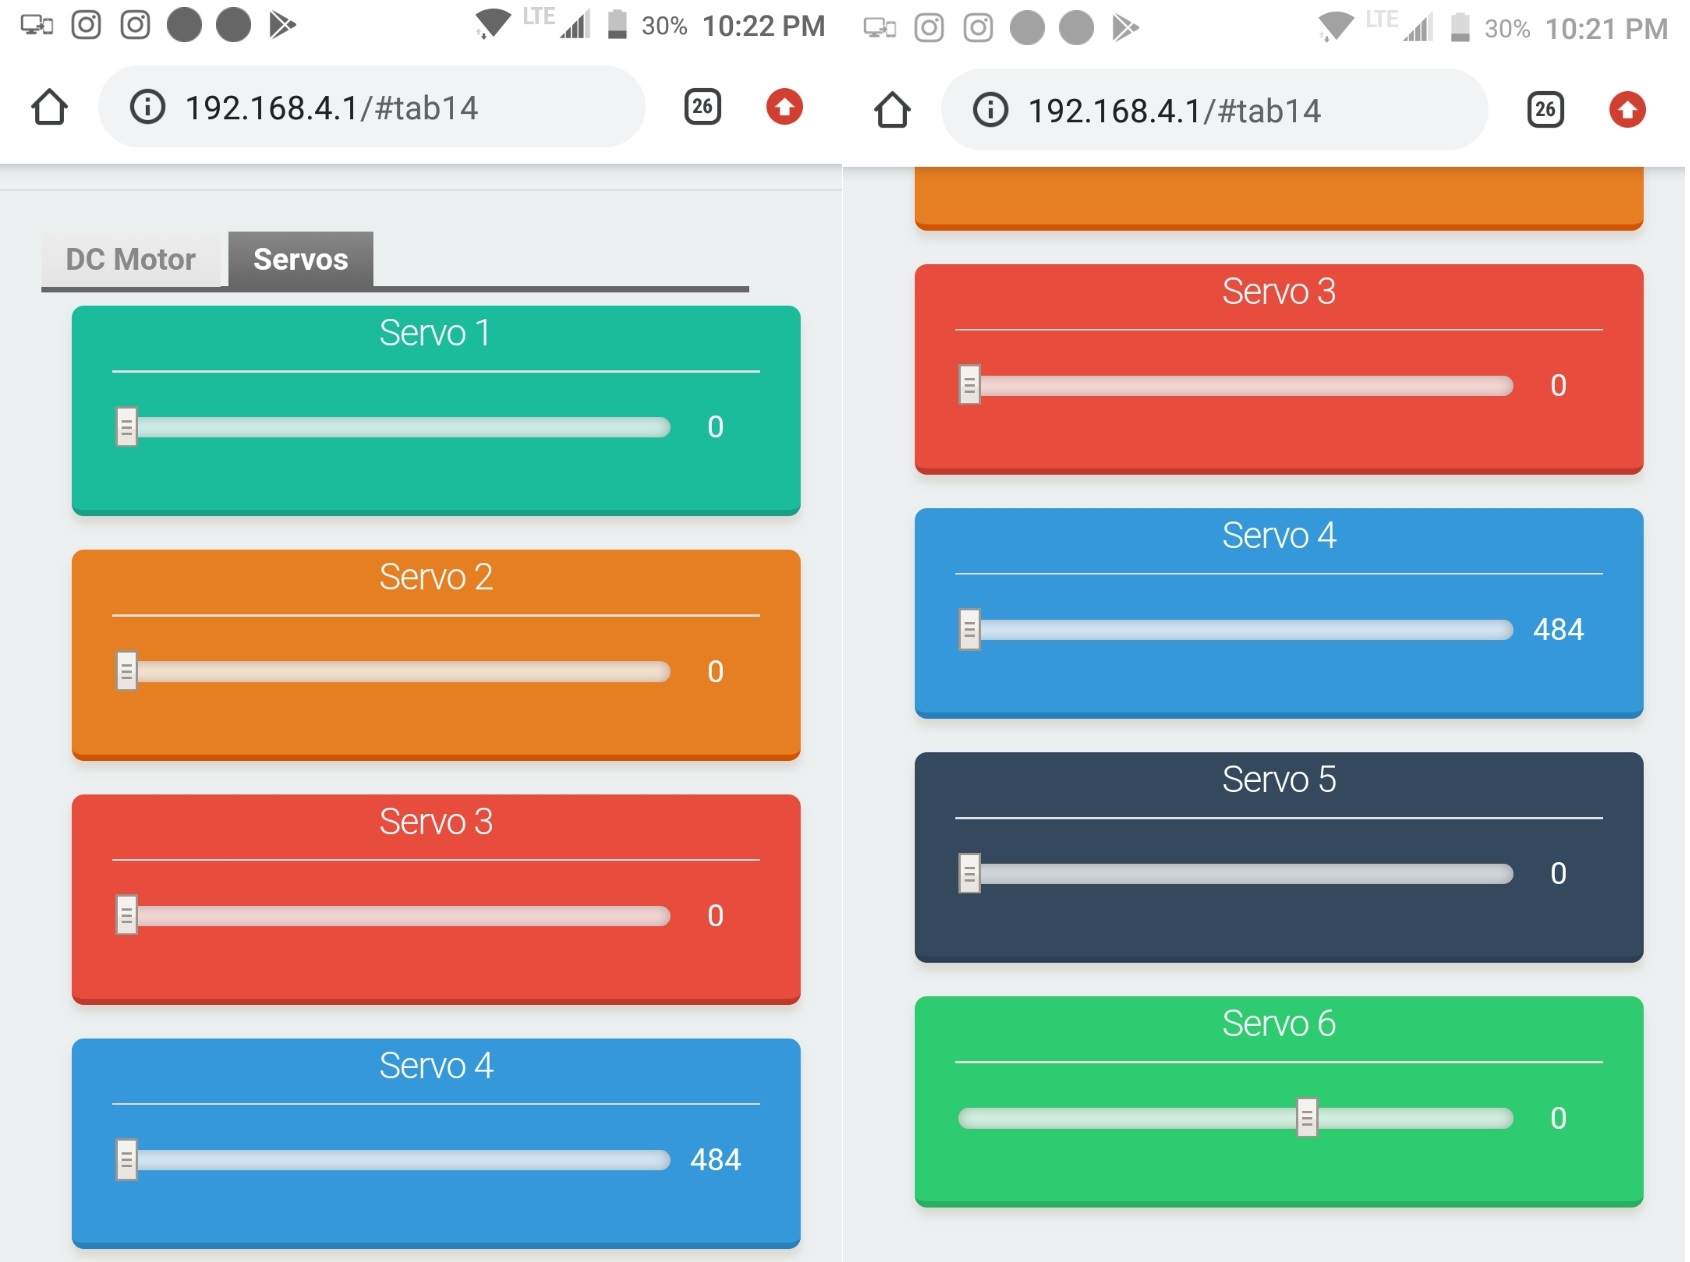 LTE 30% 10:22 PM
192.168.4.1/#tab14 26
DC Motor Servos
Servo 1
0
Servo 2
0
Servo 3
0
Servo 4
484
LTE 30% 10:21 PM
192.168.4.1/#tab14 26
Servo 3
0
Servo 4
484
Servo 5
0
Servo 6
0